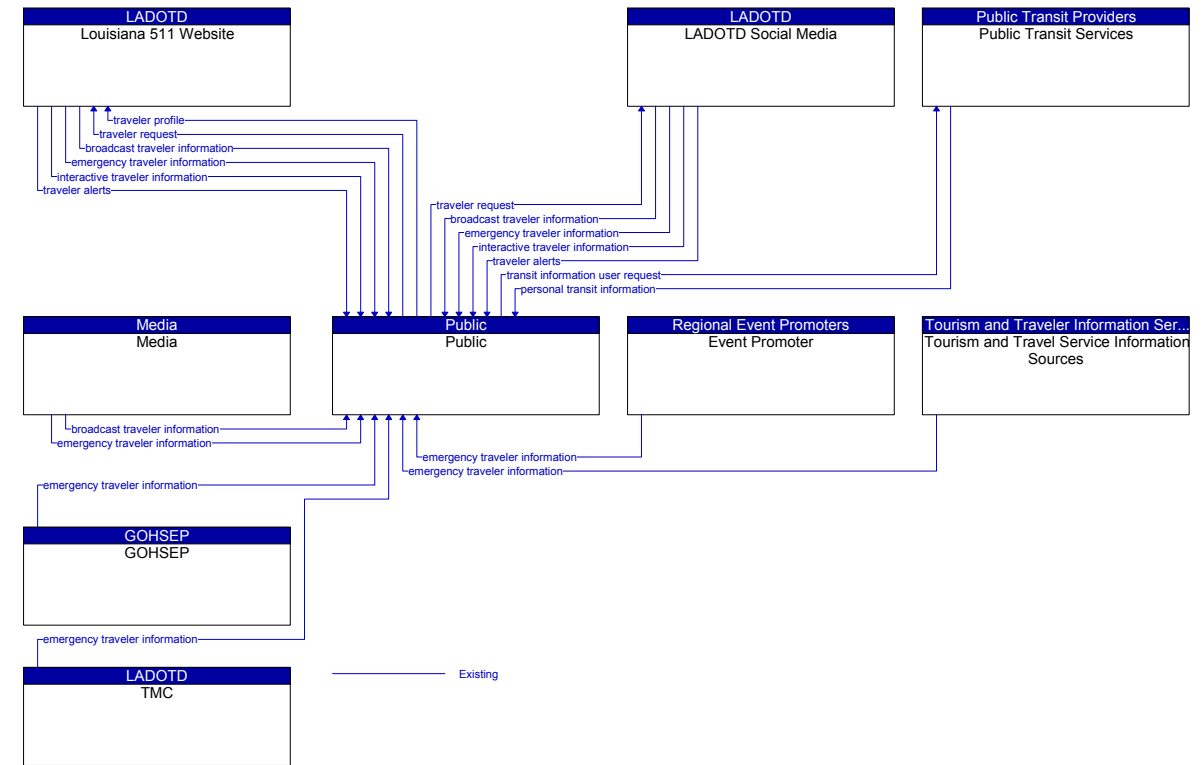 LADOTD
Louisiana 511 Website
LADOTD
LADOTD Social Media
Public Transit Providers
Public Transit Services
traveler profile
traveler request
broadcast traveler information
emergency traveler information
interactive traveler information
traveler alerts
traveler request
broadcast traveler information
emergency traveler information
interactive traveler information
traveler alerts
transit information user request
personal transit information
Media
Media
Public
Public
Regional Event Promoters
Event Promoter
Tourism and Traveler Information Ser...
Tourism and Travel Service Information
Sources
broadcast traveler information
emergency traveler information
emergency traveler information
emergency traveler information
emergency traveler information
GOHSEP
GOHSEP
emergency traveler information
LADOTD
TMC
Existing